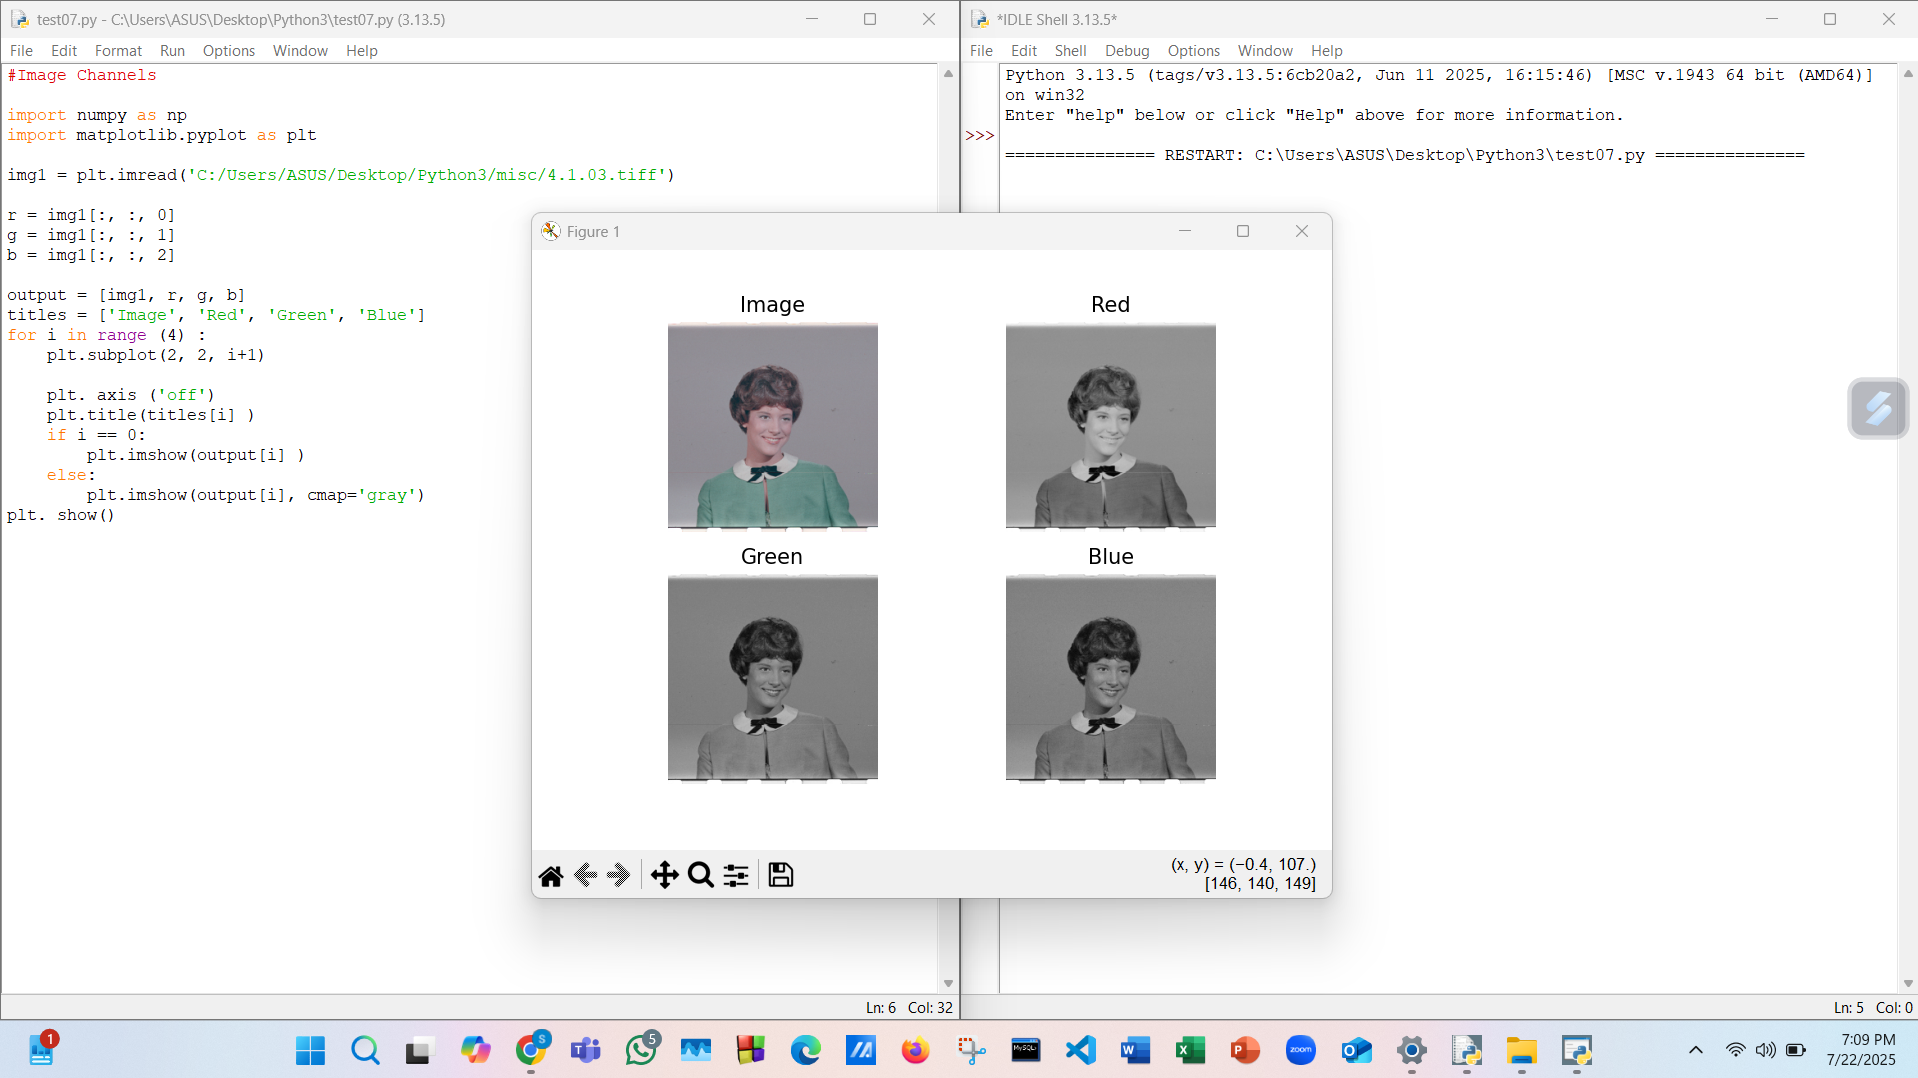 test07.py - C:\Users\ASUS\Desktop\Python3\test07.py (3.13.5)
File Edit Format Run Options Window Help
#Image Channels
import numpy as np
import matplotlib.pyplot as plt
img1 = plt.imread('C:/Users/ASUS/Desktop/Python3/misc/4.1.03.tiff')
r = img1[:, :, 0]
g = img1[:, :, 1]
b = img1[:, :, 2]
output = [img1, r, g, b]
titles = ['Image', 'Red', 'Green', 'Blue']
for i in range (4) :
    plt.subplot(2, 2, i+1)
    plt. axis ('off')
    plt.title(titles[i] )
    if i == 0:
        plt.imshow(output[i] )
    else:
        plt.imshow(output[i], cmap='gray')
plt. show()
Ln: 6 Col: 32
*IDLE Shell 3.13.5*
File Edit Shell Debug Options Window Help
Python 3.13.5 (tags/v3.13.5:6cb20a2, Jun 11 2025, 16:15:46) [MSC v.1943 64 bit (AMD64)]
on win32
Enter "help" below or click "Help" above for more information.
>>>
=============== RESTART: C:\Users\ASUS\Desktop\Python3\test07.py ===============
Ln: 5 Col: 0
Figure 1
Image Red
Green Blue
(x, y) = (−0.4, 107.)
[146, 140, 149]
1
S
T
5
MySQL
W
X
P
zoom
O
7:09 PM
7/22/2025